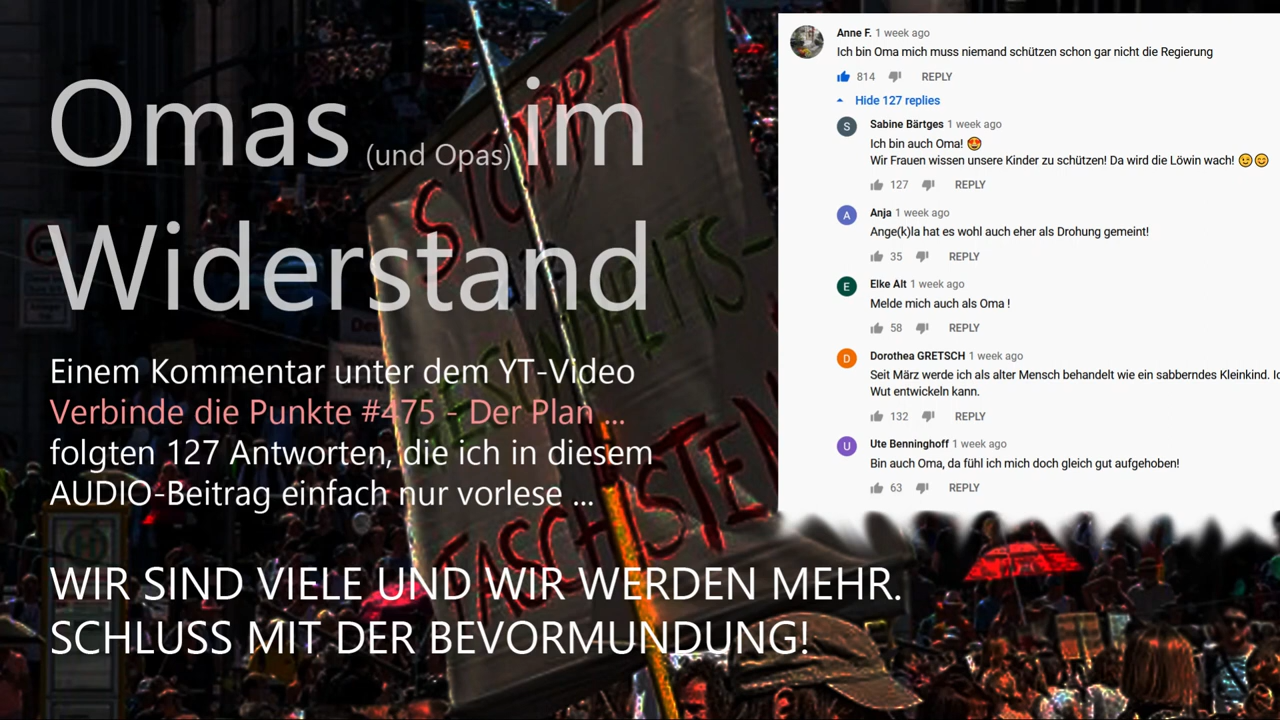 Omas (und Opas) im
Widerstand
Einem Kommentar unter dem YT-Video
Verbinde die Punkte #475 - Der Plan ...
folgten 127 Antworten, die ich in diesem
AUDIO-Beitrag einfach nur vorlese ...
WIR SIND VIELE UND WIR WERDEN MEHR.
SCHLUSS MIT DER BEVORMUNDUNG!
STOPPT
GESUNDHEITS-
FASCHISTEN
Anne F. 1 week ago
Ich bin Oma mich muss niemand schützen schon gar nicht die Regierung
814 REPLY
Hide 127 replies
S
Sabine Bärtges 1 week ago
Ich bin auch Oma! 😍
Wir Frauen wissen unsere Kinder zu schützen! Da wird die Löwin wach! 😉😊
127 REPLY
A
Anja 1 week ago
Ange(k)la hat es wohl auch eher als Drohung gemeint!
35 REPLY
E
Elke Alt 1 week ago
Melde mich auch als Oma !
58 REPLY
D
Dorothea GRETSCH 1 week ago
Seit März werde ich als alter Mensch behandelt wie ein sabberndes Kleinkind.
Wut entwickeln kann.
132 REPLY
U
Ute Benninghoff 1 week ago
Bin auch Oma, da fühl ich mich doch gleich gut aufgehoben!
63 REPLY
H